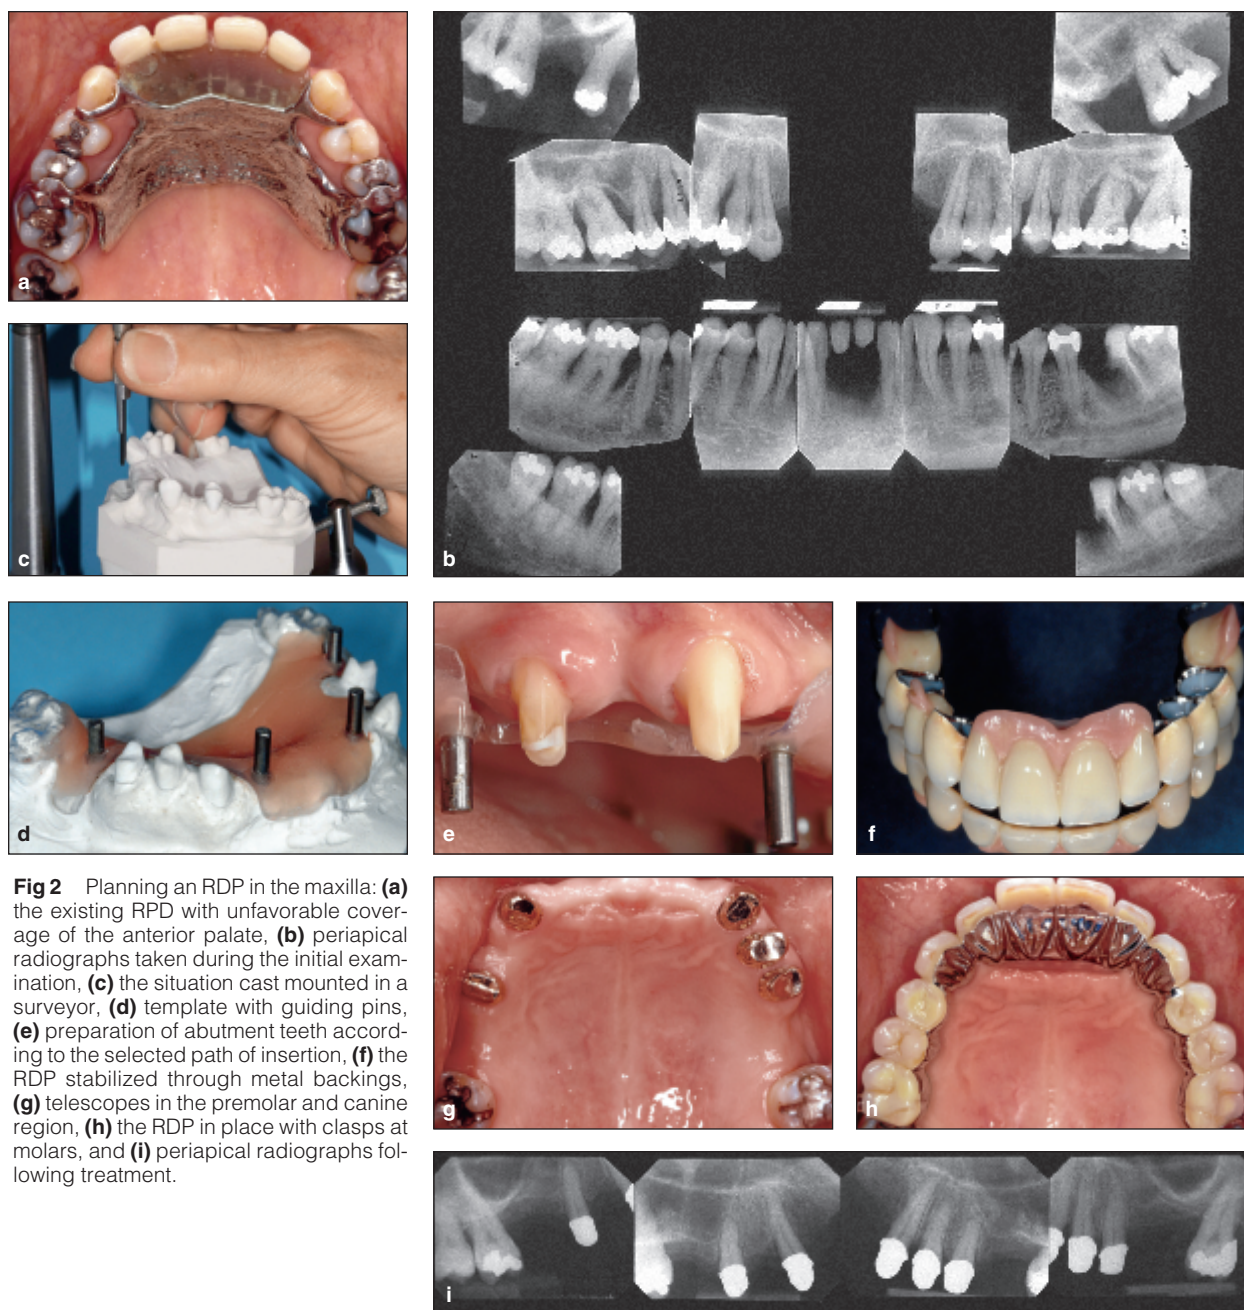 a
b
c
d
e
f
Fig 2 Planning an RDP in the maxilla: (a)
the existing RPD with unfavorable cover-
age of the anterior palate, (b) periapical
radiographs taken during the initial exam-
ination, (c) the situation cast mounted in a
surveyor, (d) template with guiding pins,
(e) preparation of abutment teeth accord-
ing to the selected path of insertion, (f) the
RDP stabilized through metal backings,
(g) telescopes in the premolar and canine
region, (h) the RDP in place with clasps at
molars, and (i) periapical radiographs fol-
lowing treatment.
g
h
i